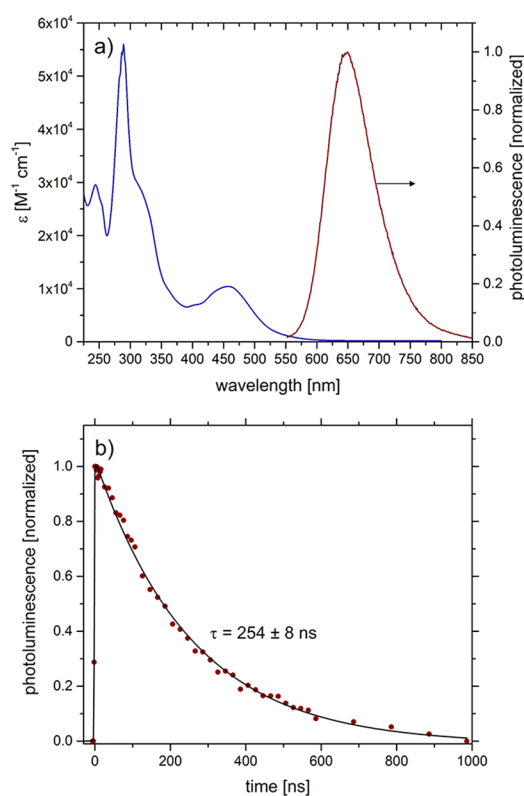 a)
6x10⁴
5x10⁴
4x10⁴
3x10⁴
2x10⁴
1x10⁴
0
ε [M⁻¹ cm⁻¹]
1.0
0.8
0.6
0.4
0.2
0.0
photoluminescence [normalized]
250 300 350 400 450 500 550 600 650 700 750 800 850
wavelength [nm]
b)
1.0
0.8
0.6
0.4
0.2
0.0
photoluminescence [normalized]
τ = 254 ± 8 ns
0 200 400 600 800 1000
time [ns]